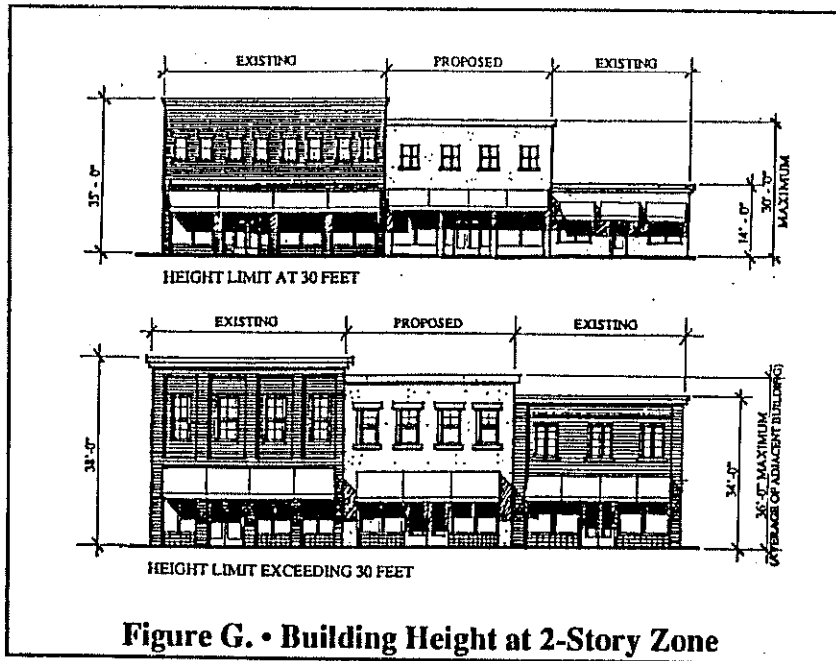 EXISTING
PROPOSED
EXISTING
35' - 0"
14' - 0"
30' - 0"
MAXIMUM
HEIGHT LIMIT AT 30 FEET
EXISTING
PROPOSED
EXISTING
38'-0"
34'-0"
36'-0" MAXIMUM
(AVERAGE OF ADJACENT BUILDING)
HEIGHT LIMIT EXCEEDING 30 FEET
Figure G. • Building Height at 2-Story Zone